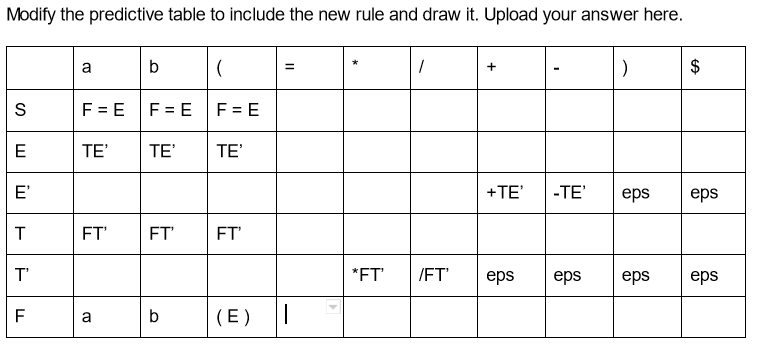 Modify the predictive table to include the new rule and draw it. Upload your answer here.
a b ( = * / + - ) $
S F = E F = E F = E
E TE' TE' TE'
E' +TE' -TE' eps eps
T FT' FT' FT'
T' *FT' /FT' eps eps eps eps
F a b ( E )